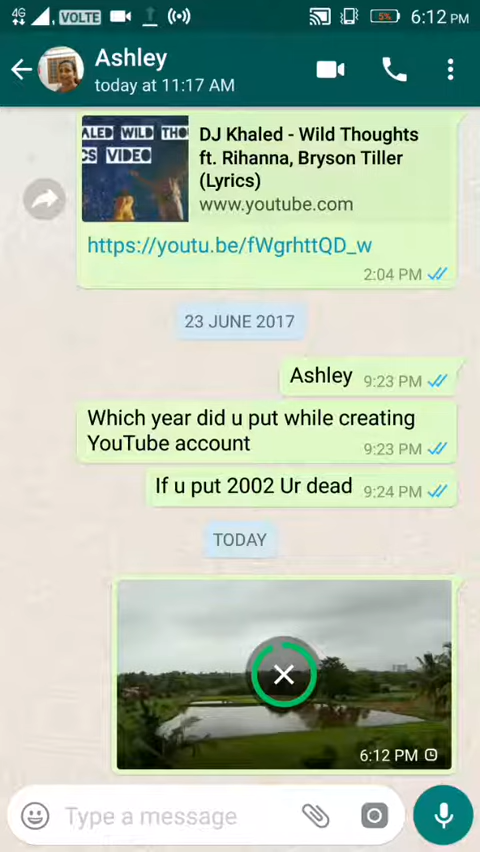 4G VOLTE 5% 6:12 PM
Ashley
today at 11:17 AM
ALED WILD THO
CS VIDEO
DJ Khaled - Wild Thoughts
ft. Rihanna, Bryson Tiller
(Lyrics)
www.youtube.com
https://youtu.be/fWgrhttQD_w
2:04 PM
23 JUNE 2017
Ashley 9:23 PM
Which year did u put while creating
YouTube account 9:23 PM
If u put 2002 Ur dead 9:24 PM
TODAY
6:12 PM
Type a message